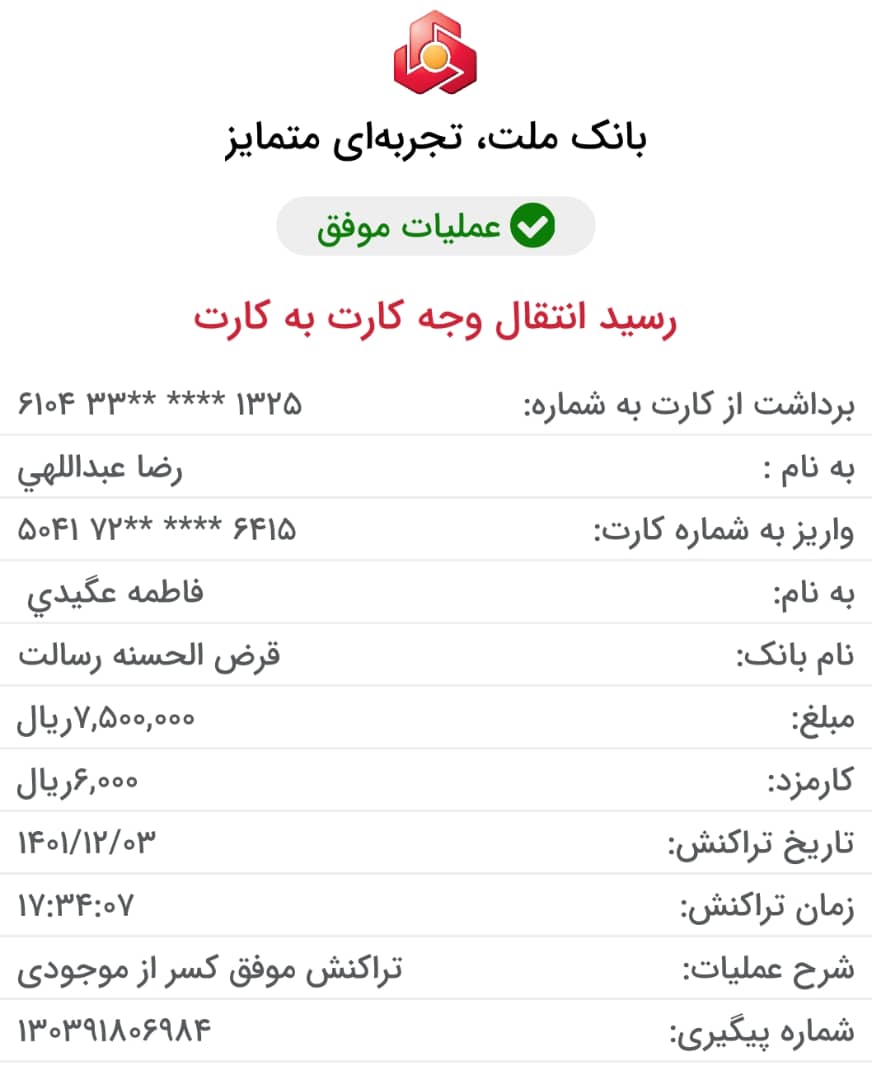 بانک ملت، تجربه‌ای متمایز
عملیات موفق
رسید انتقال وجه کارت به کارت
برداشت از کارت به شماره: ۶۱۰۴ ۳۳** **** ۱۳۲۵
به نام : رضا عبداللهي
واریز به شماره کارت: ۵۰۴۱ ۷۲** **** ۶۴۱۵
به نام: فاطمه عگيدي
نام بانک: قرض الحسنه رسالت
مبلغ: ۷,۵۰۰,۰۰۰ریال
کارمزد: ۶,۰۰۰ریال
تاریخ تراکنش: ۱۴۰۱/۱۲/۰۳
زمان تراکنش: ۱۷:۳۴:۰۷
شرح عملیات: تراکنش موفق کسر از موجودی
شماره پیگیری: ۱۳۰۳۹۱۸۰۶۹۸۴